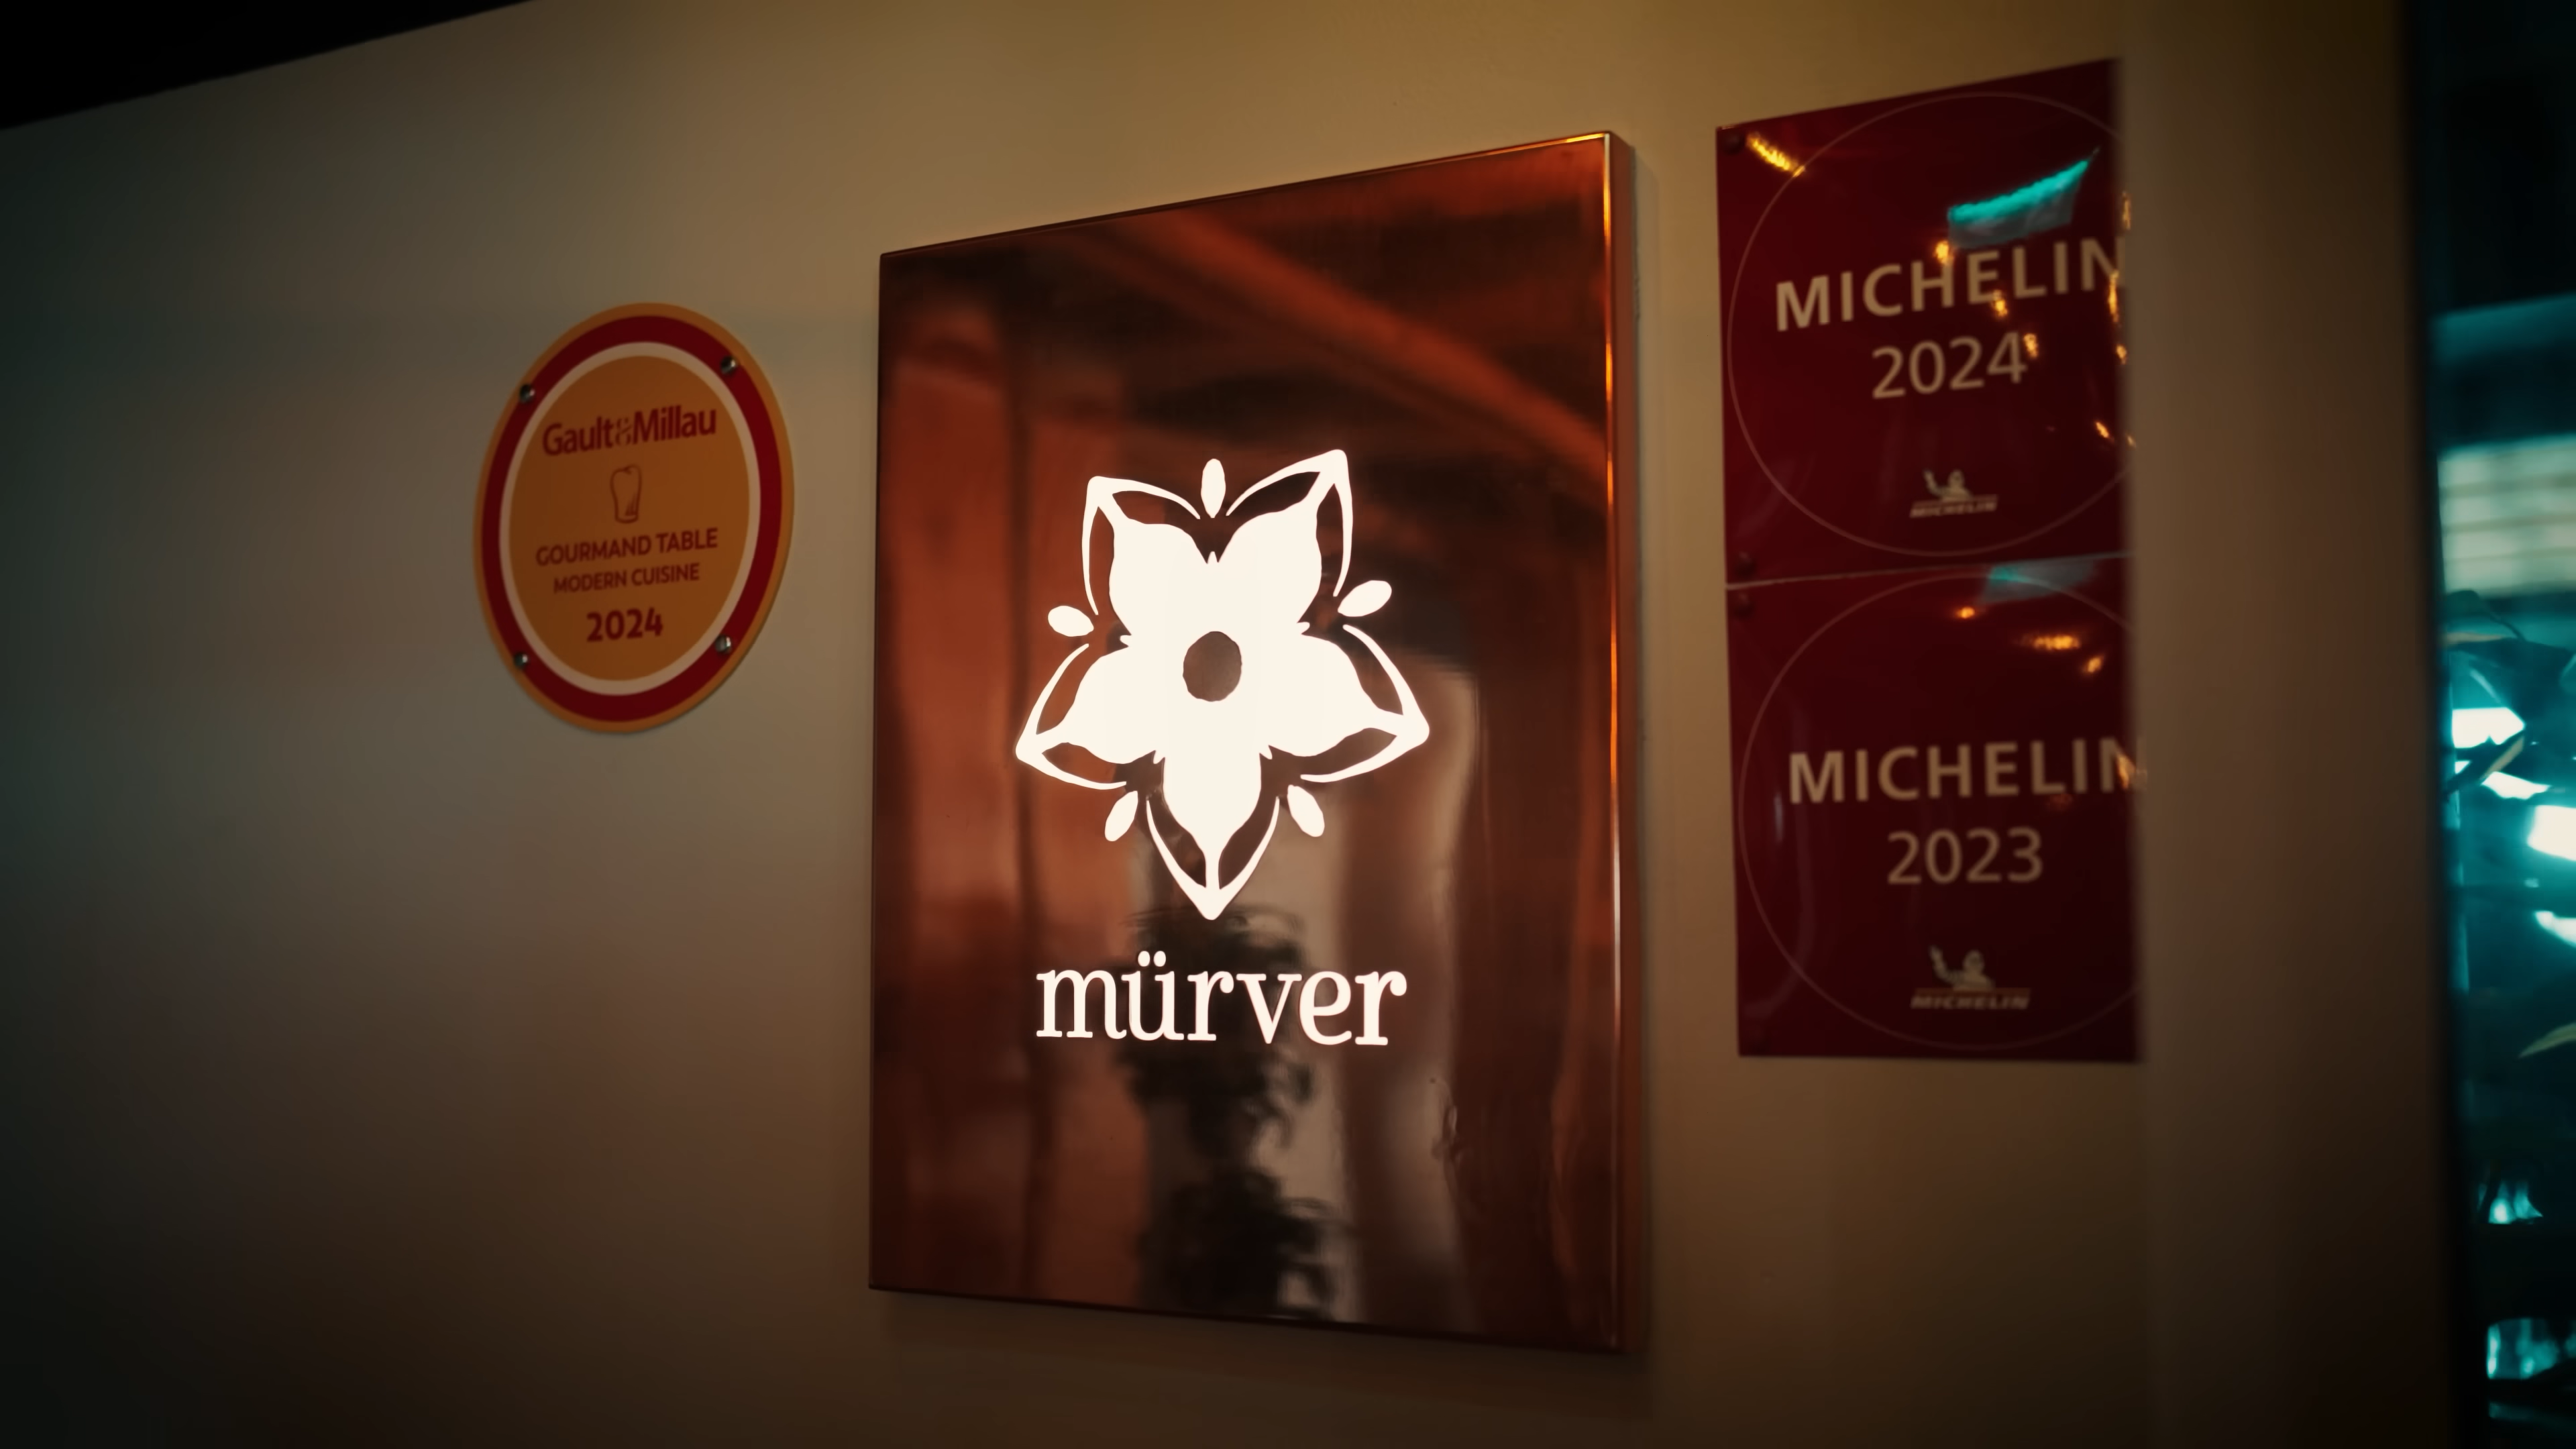 Gault&Millau
GOURMAND TABLE
MODERN CUISINE
2024
mürver
MICHELIN
2024
MICHELIN
MICHELIN
2023
MICHELIN